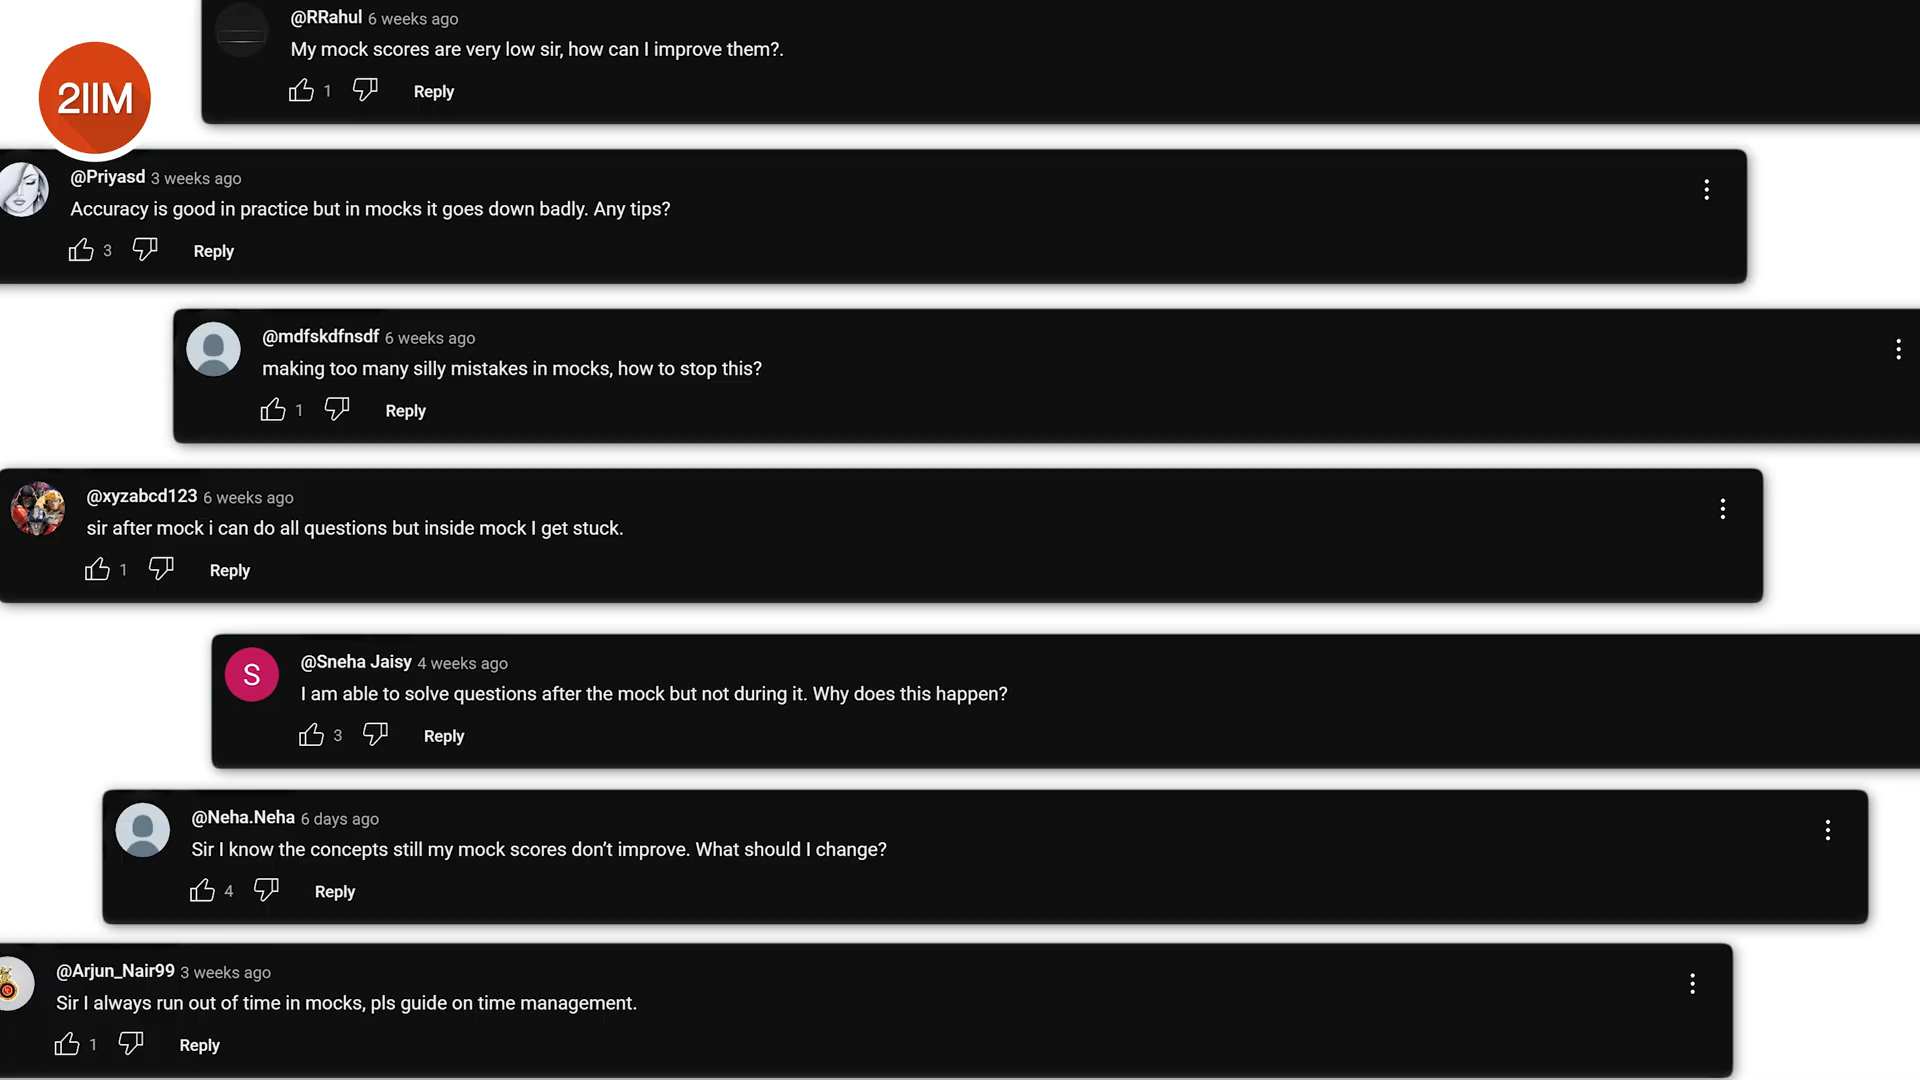 2IIM
@RRahul 6 weeks ago
My mock scores are very low sir, how can I improve them?.
1 Reply
@Priyasd 3 weeks ago
Accuracy is good in practice but in mocks it goes down badly. Any tips?
3 Reply
@mdfskdfnsdf 6 weeks ago
making too many silly mistakes in mocks, how to stop this?
1 Reply
@xyzabcd123 6 weeks ago
sir after mock i can do all questions but inside mock I get stuck.
1 Reply
S
@Sneha Jaisy 4 weeks ago
I am able to solve questions after the mock but not during it. Why does this happen?
3 Reply
@Neha.Neha 6 days ago
Sir I know the concepts still my mock scores don’t improve. What should I change?
4 Reply
@Arjun_Nair99 3 weeks ago
Sir I always run out of time in mocks, pls guide on time management.
1 Reply